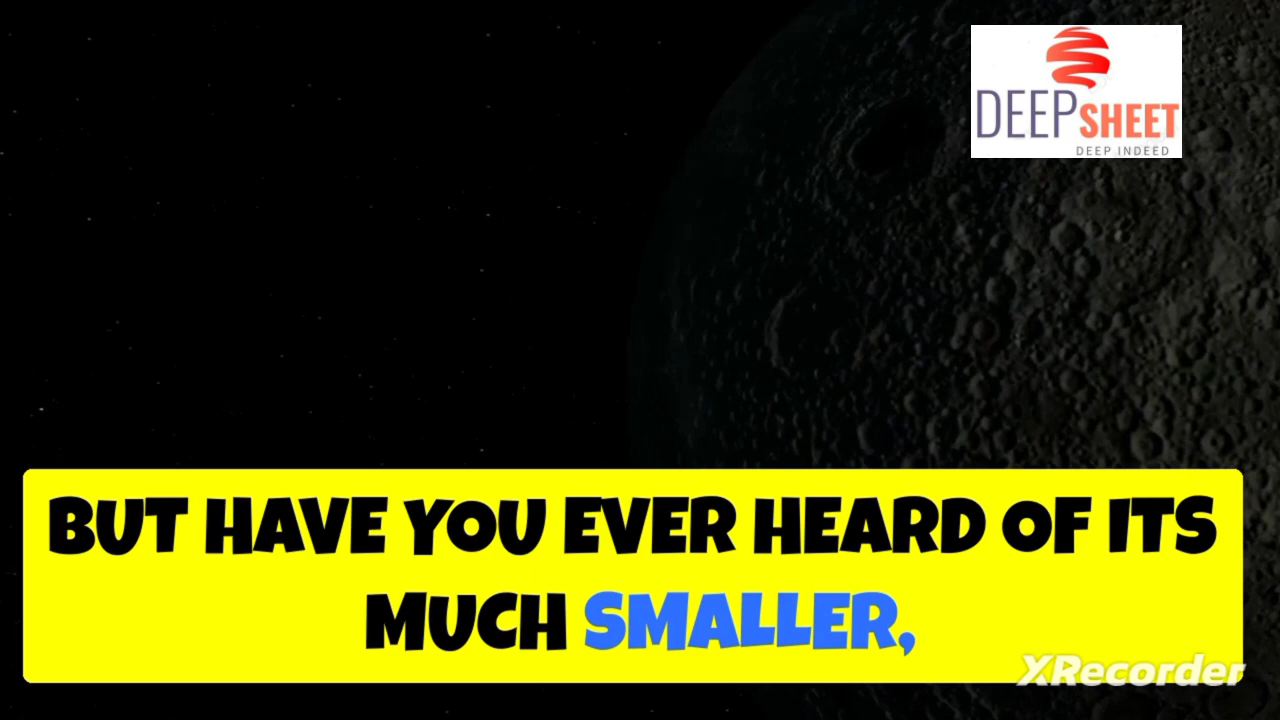 DEEPSHEET
DEEP INDEED
BUT HAVE YOU EVER HEARD OF ITS
MUCH SMALLER,
XRecorder